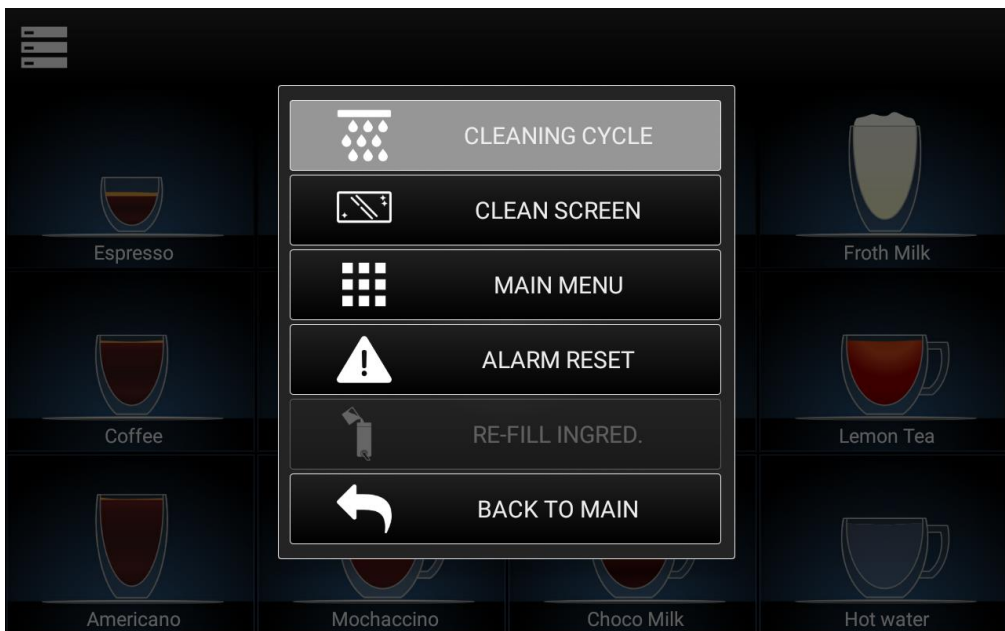 CLEANING CYCLE
CLEAN SCREEN
Espresso
Froth Milk
MAIN MENU
ALARM RESET
Coffee
RE-FILL INGRED.
Lemon Tea
BACK TO MAIN
Americano
Mochaccino
Choco Milk
Hot water